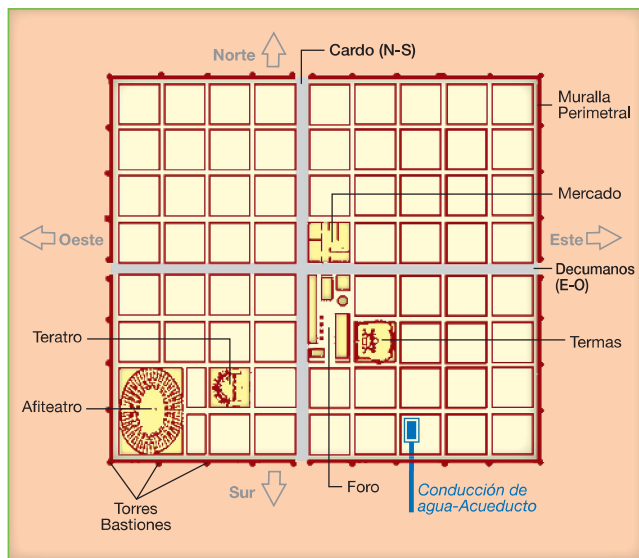 Norte
Cardo (N-S)
Muralla
Perimetral
Mercado
Oeste
Este
Decumanos
(E-O)
Teratro
Termas
Afiteatro
Sur
Foro
Torres
Bastiones
Conducción de
agua-Acueducto